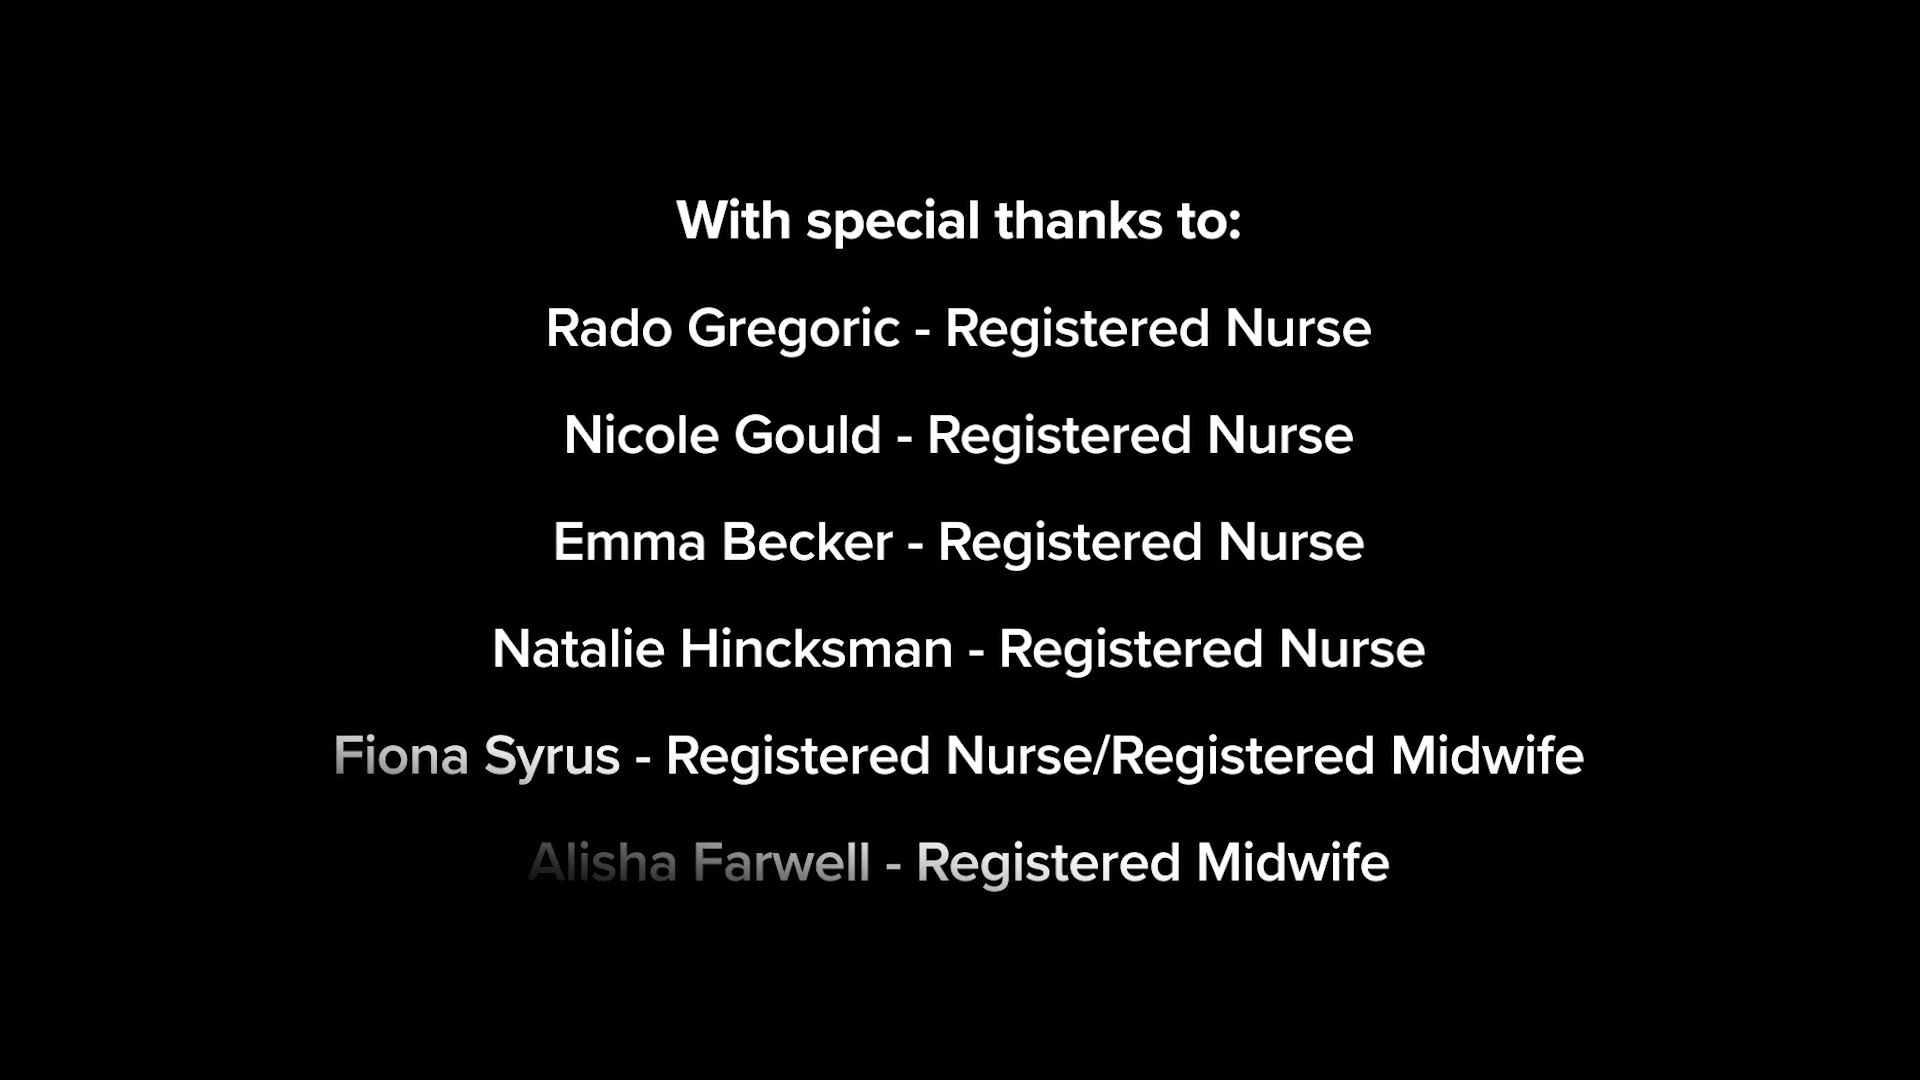 With special thanks to:
Rado Gregoric - Registered Nurse
Nicole Gould - Registered Nurse
Emma Becker - Registered Nurse
Natalie Hincksman - Registered Nurse
Fiona Syrus - Registered Nurse/Registered Midwife
Alisha Farwell - Registered Midwife